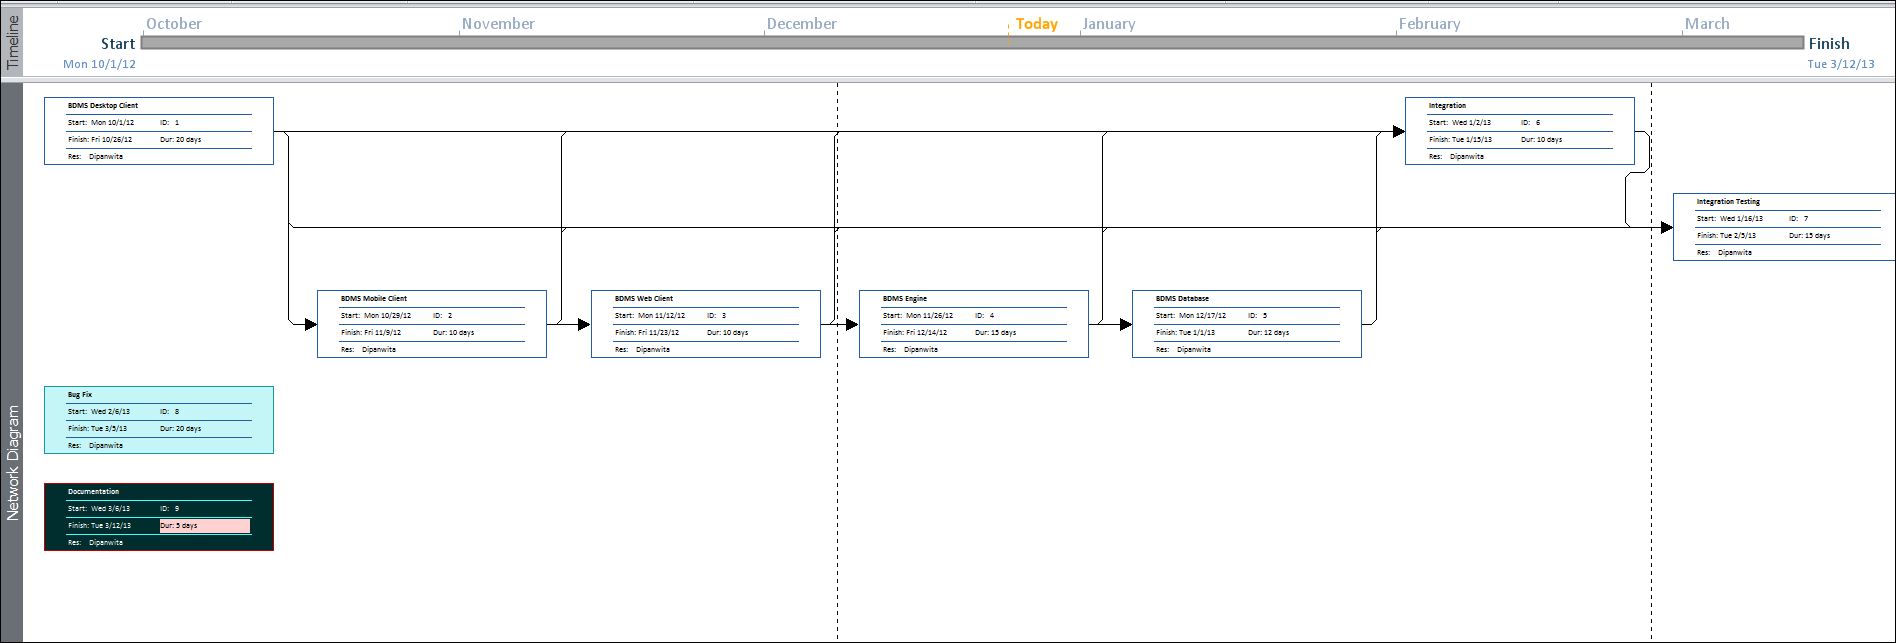 Timeline
October November December Today January February March
Start
Mon 10/1/12
Finish
Tue 3/12/13
Network Diagram
BDMS Desktop Client
Start: Mon 10/1/12 ID: 1
Finish: Fri 10/26/12 Dur: 20 days
Res: Dipanwita
Integration
Start: Wed 1/2/13 ID: 6
Finish: Tue 1/15/13 Dur: 10 days
Res: Dipanwita
Integration Testing
Start: Wed 1/16/13 ID: 7
Finish: Tue 2/5/13 Dur: 15 days
Res: Dipanwita
BDMS Mobile Client
Start: Mon 10/29/12 ID: 2
Finish: Fri 11/9/12 Dur: 10 days
Res: Dipanwita
BDMS Web Client
Start: Mon 11/12/12 ID: 3
Finish: Fri 11/23/12 Dur: 10 days
Res: Dipanwita
BDMS Engine
Start: Mon 11/26/12 ID: 4
Finish: Fri 12/14/12 Dur: 15 days
Res: Dipanwita
BDMS Database
Start: Mon 12/17/12 ID: 5
Finish: Tue 1/1/13 Dur: 12 days
Res: Dipanwita
Bug Fix
Start: Wed 2/6/13 ID: 8
Finish: Tue 3/5/13 Dur: 20 days
Res: Dipanwita
Documentation
Start: Wed 3/6/13 ID: 9
Finish: Tue 3/12/13 Dur: 5 days
Res: Dipanwita